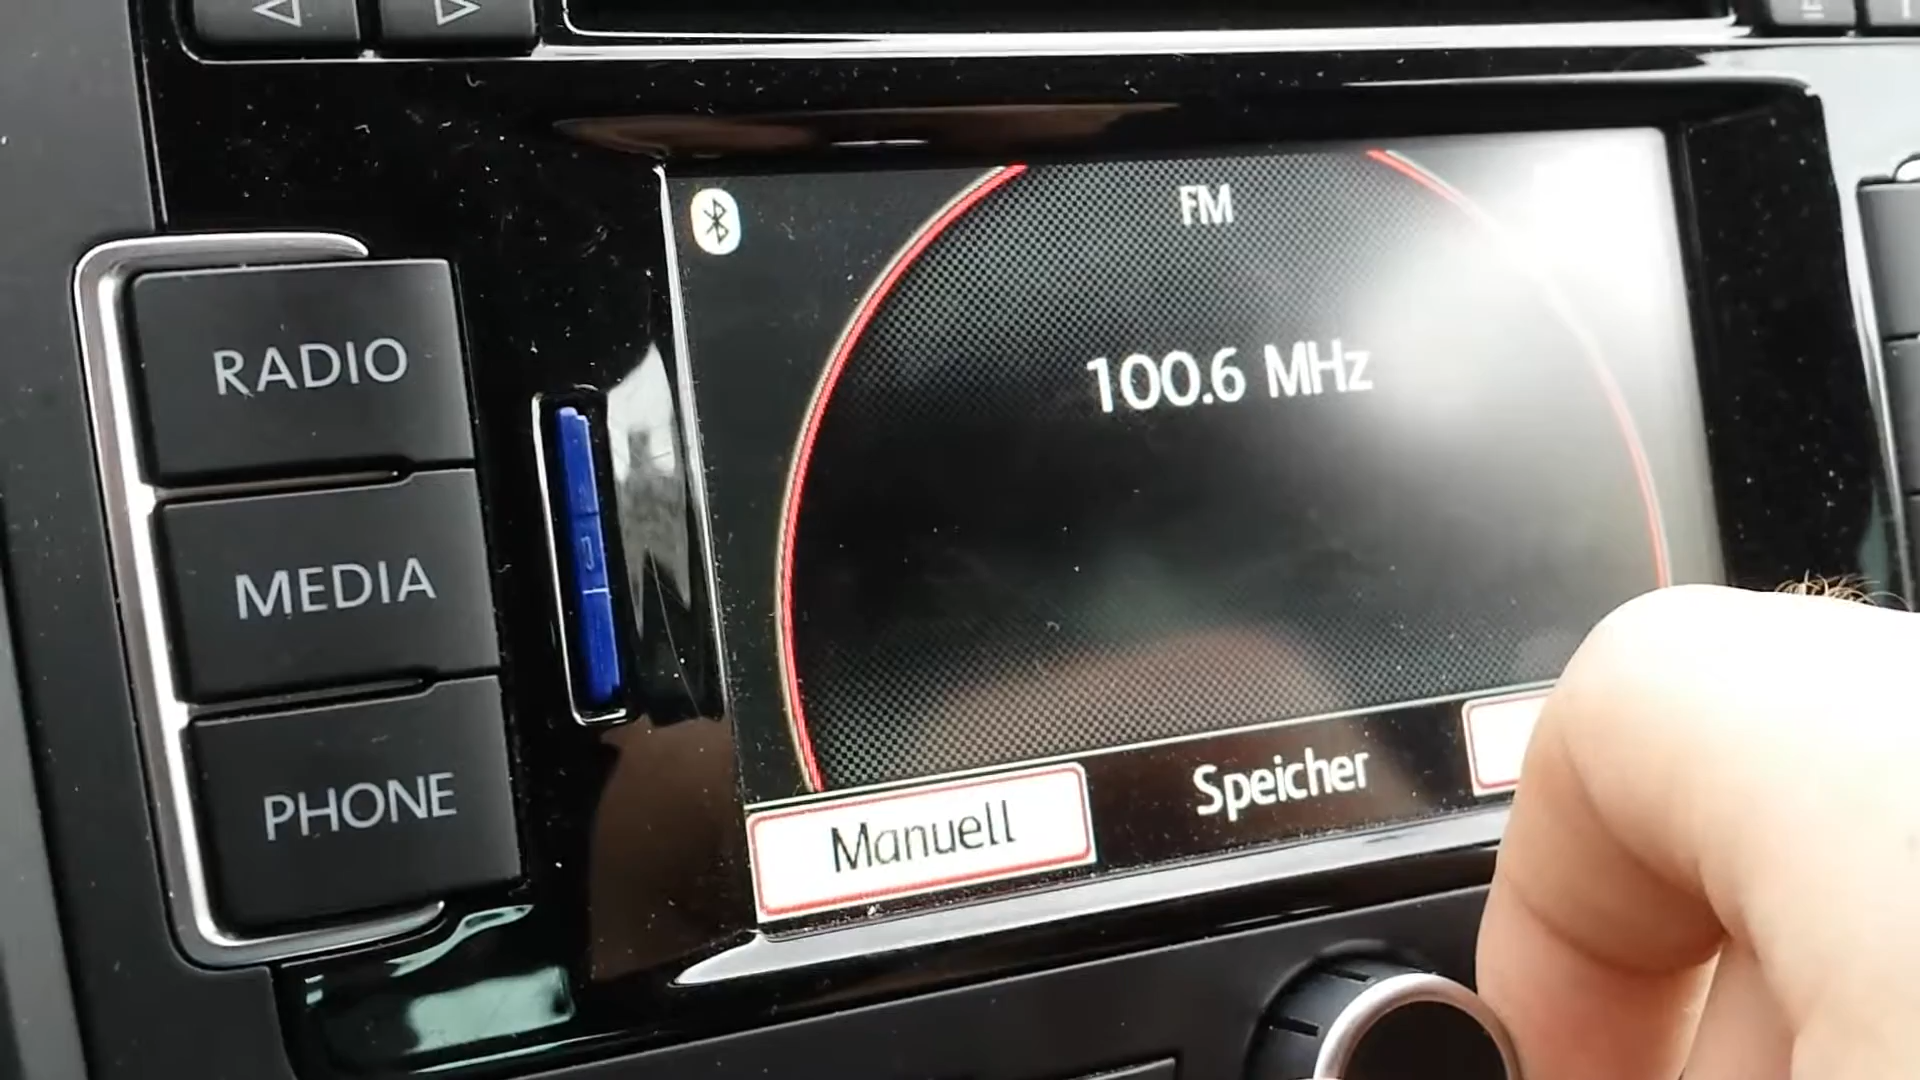 FM
100.6 MHz
RADIO
MEDIA
PHONE
Manuell
Speicher